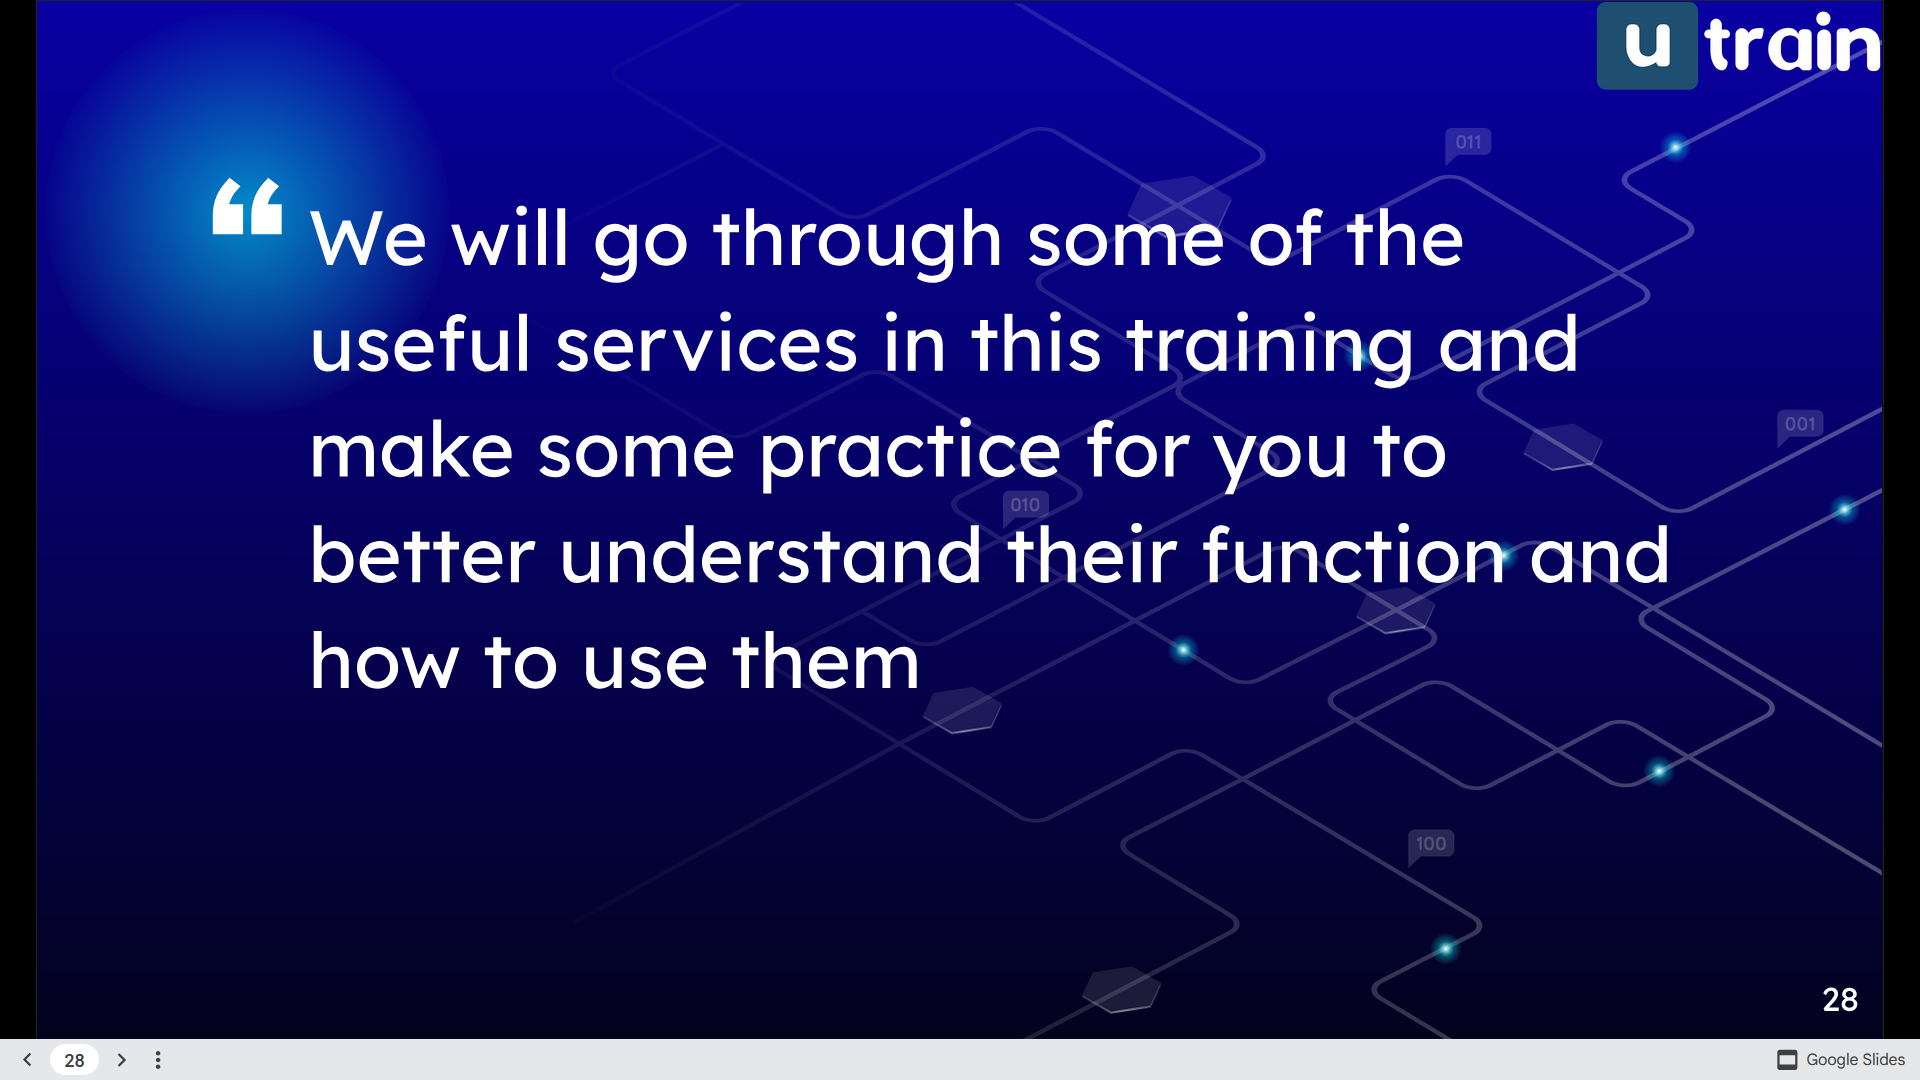 u train
011
“ We will go through some of the
useful services in this training and
001
make some practice for you to
010
better understand their function and
how to use them
100
28
28
Google Slides